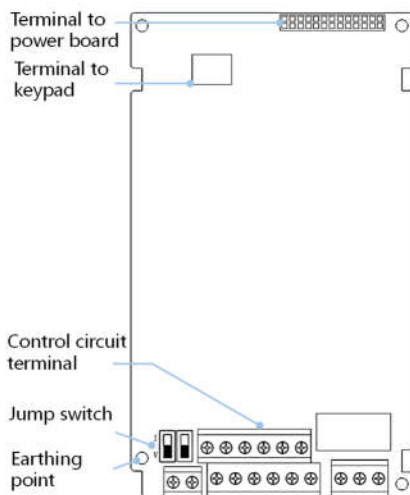 Terminal to
power board
Terminal to
keypad
Control circuit
terminal
Jump switch
Earthing
point